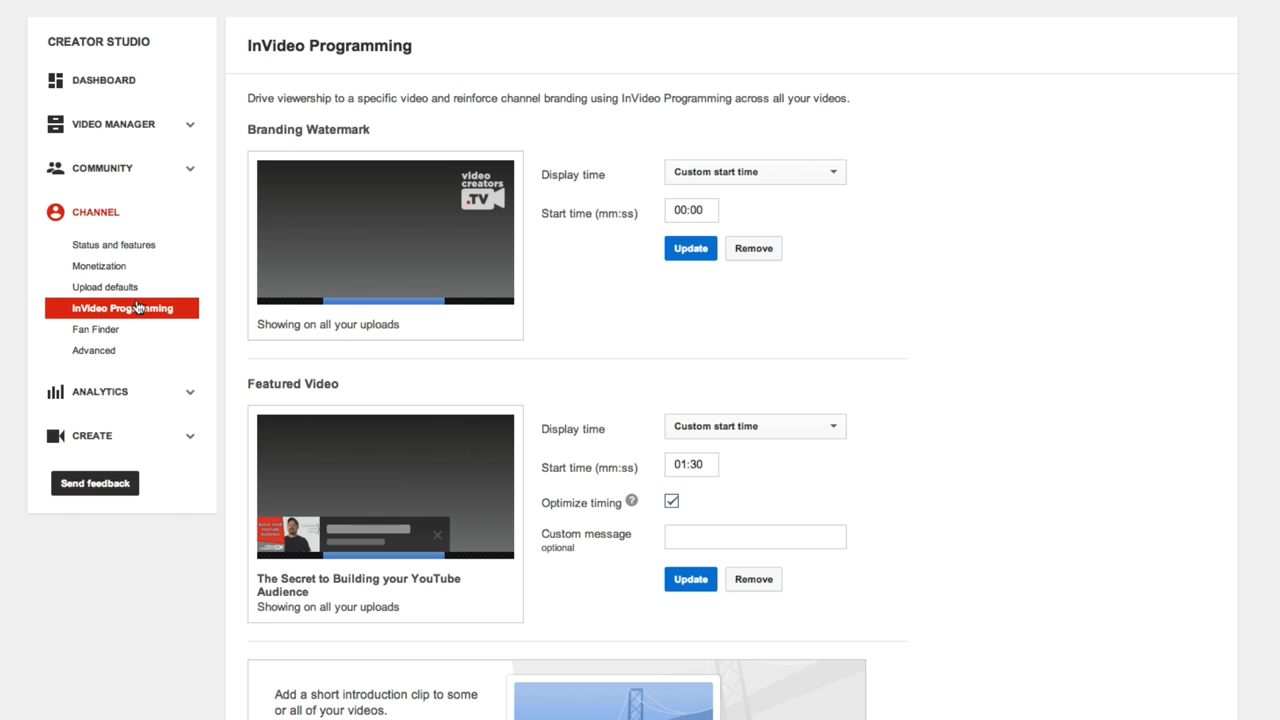 CREATOR STUDIO
DASHBOARD
VIDEO MANAGER
COMMUNITY
CHANNEL
Status and features
Monetization
Upload defaults
InVideo Programming
Fan Finder
Advanced
ANALYTICS
CREATE
Send feedback
InVideo Programming
Drive viewership to a specific video and reinforce channel branding using InVideo Programming across all your videos.
Branding Watermark
video
creators
.TV
Showing on all your uploads
Display time
Custom start time
Start time (mm:ss)
00:00
Update
Remove
Featured Video
The Secret to Building your YouTube
Audience
Showing on all your uploads
Display time
Custom start time
Start time (mm:ss)
01:30
Optimize timing ?
Custom message
optional
Update
Remove
Add a short introduction clip to some
or all of your videos.